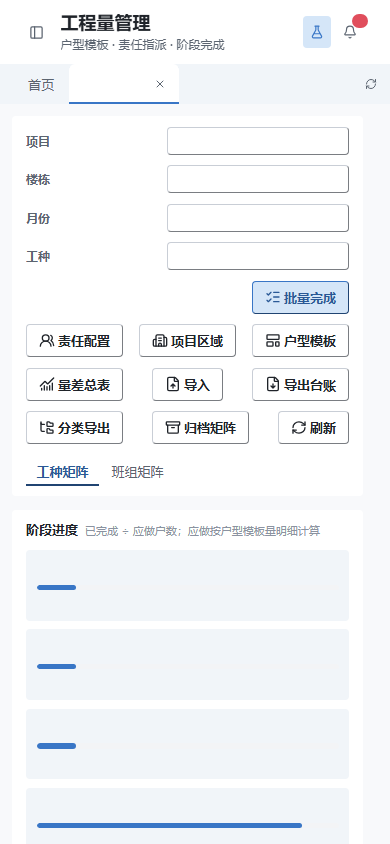 工程量管理
户型模板 · 责任指派 · 阶段完成
首页
项目
楼栋
月份
工种
批量完成
责任配置
项目区域
户型模板
量差总表
导入
导出台账
分类导出
归档矩阵
刷新
工种矩阵
班组矩阵
阶段进度 已完成 ÷ 应做户数；应做按户型模板量明细计算